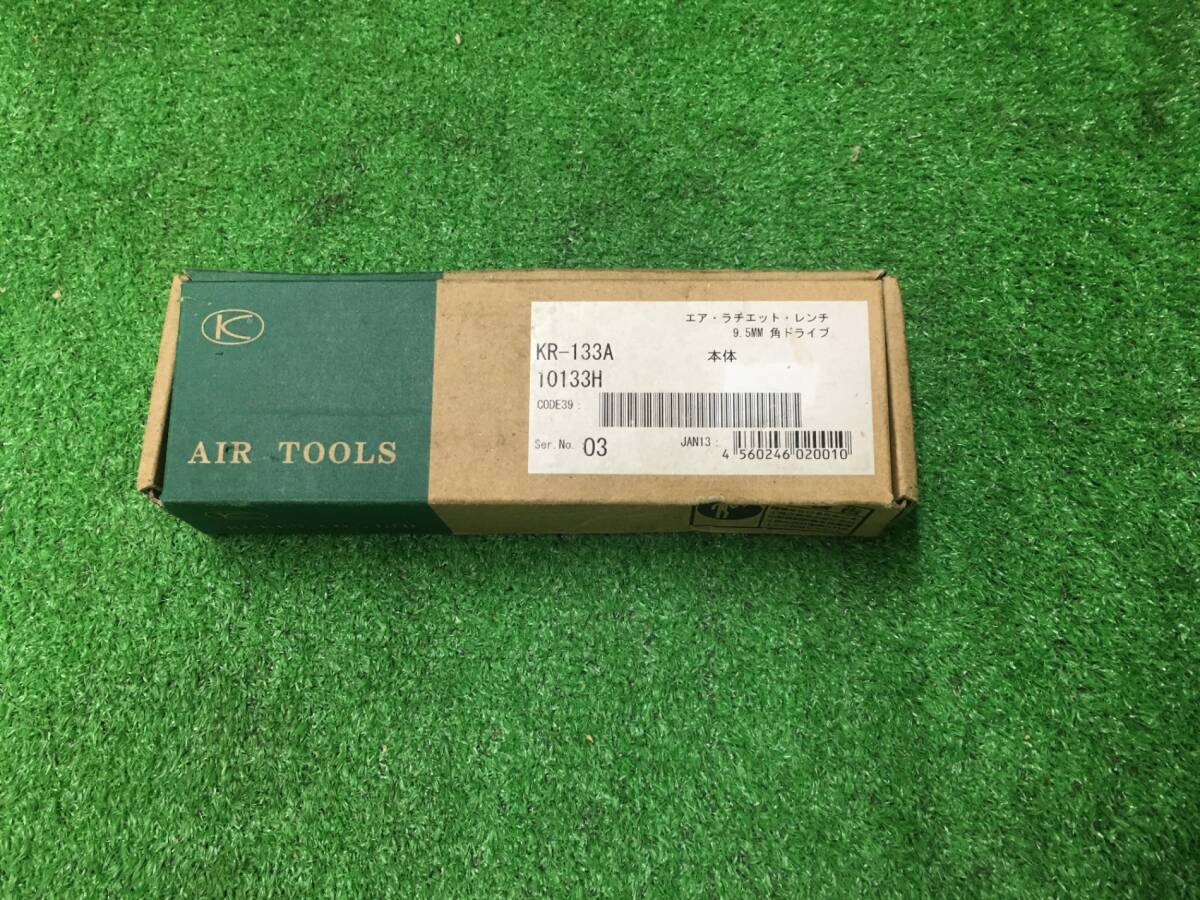 K
AIR TOOLS
エア・ラチエット・レンチ
9.5MM 角ドライブ
KR-133A 本体
10133H
CODE39 :
Ser.No. 03 JAN13 :
4 560246 020010